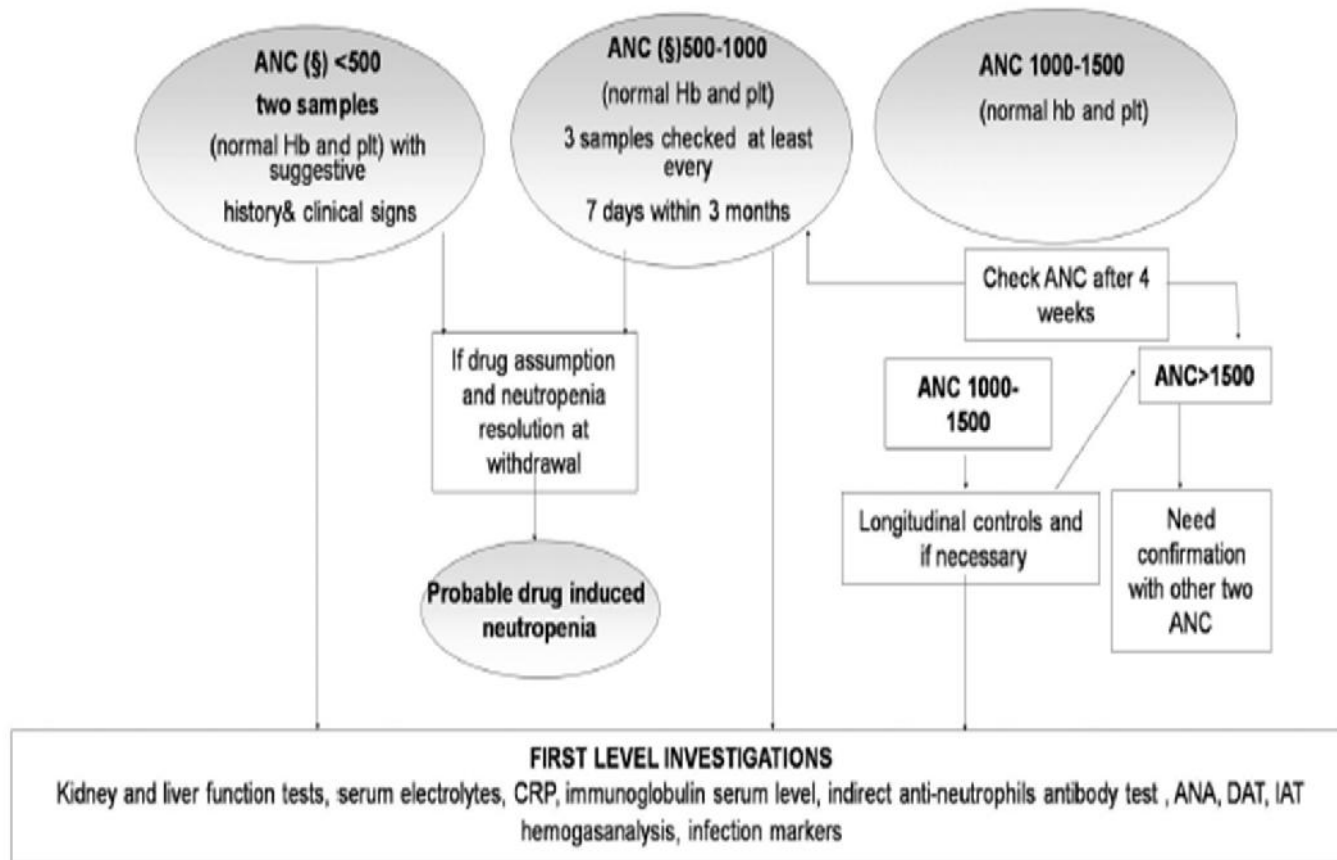 ANC (§) <500
two samples
(normal Hb and plt) with
suggestive
history& clinical signs
ANC (§)500-1000
(normal Hb and plt)
3 samples checked at least
every
7 days within 3 months
ANC 1000-1500
(normal hb and plt)
Check ANC after 4
weeks
If drug assumption
and neutropenia
resolution at
withdrawal
ANC 1000-
1500
ANC>1500
Longitudinal controls and
if necessary
Need
confirmation
with other two
ANC
Probable drug induced
neutropenia
FIRST LEVEL INVESTIGATIONS
Kidney and liver function tests, serum electrolytes, CRP, immunoglobulin serum level, indirect anti-neutrophils antibody test , ANA, DAT, IAT
hemogasanalysis, infection markers